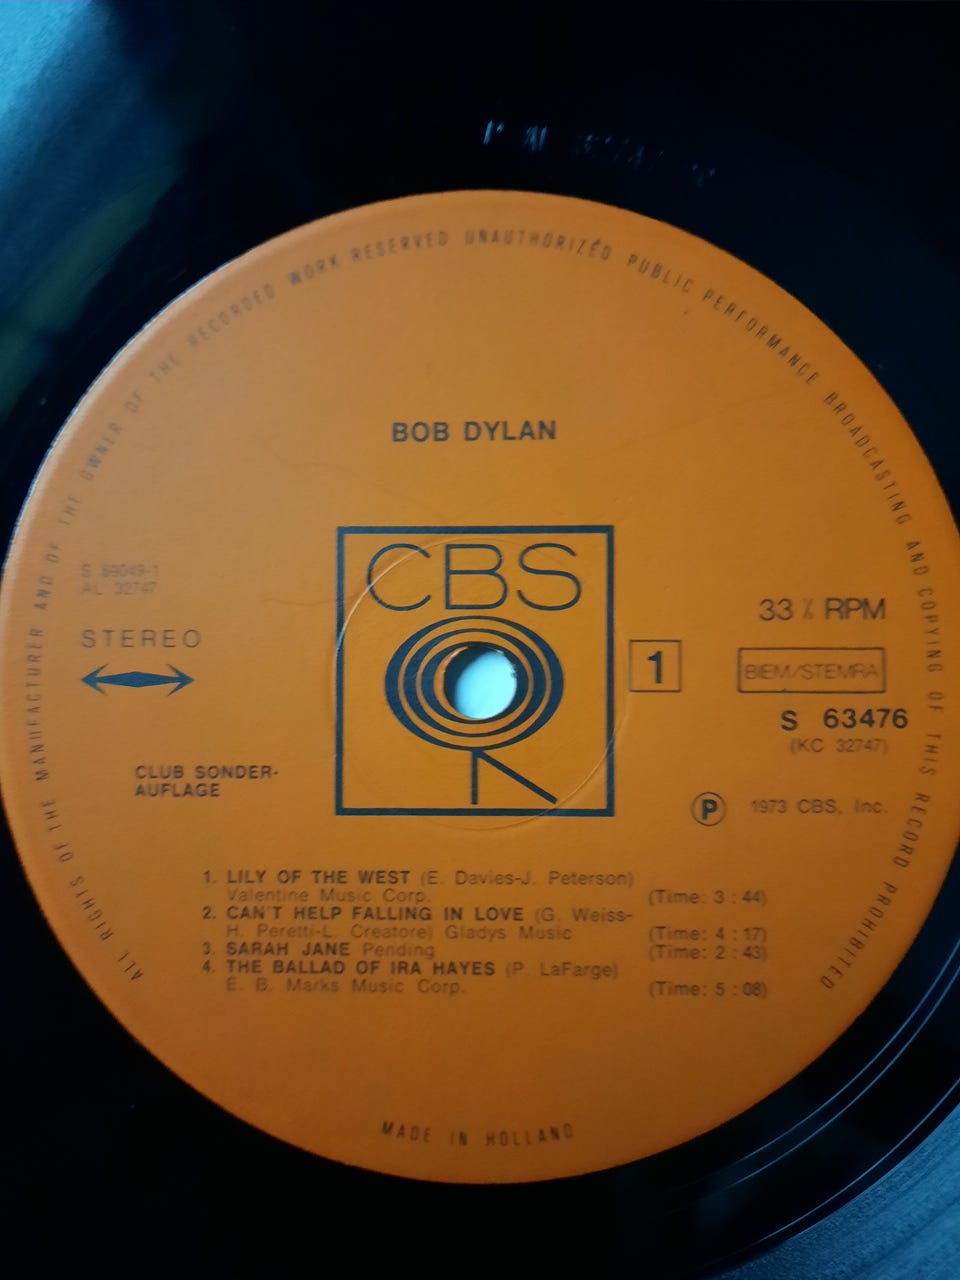 ALL RIGHTS OF THE MANUFACTURER AND OF THE OWNER OF THE RECORDED WORK RESERVED UNAUTHORIZED PUBLIC PERFORMANCE BROADCASTING AND COPYING OF THIS RECORD PROHIBITED
BOB DYLAN
CBS
S 69049-1
AL 32747
STEREO
33⅓ RPM
1
BIEM/STEMRA
S 63476
(KC 32747)
CLUB SONDER-
AUFLAGE
Ⓟ 1973 CBS, Inc.
1. LILY OF THE WEST (E. Davies-J. Peterson)
Valentine Music Corp. (Time: 3 : 44)
2. CAN'T HELP FALLING IN LOVE (G. Weiss-
H. Peretti-L. Creatore) Gladys Music (Time: 4 : 17)
3. SARAH JANE Pending (Time: 2 : 43)
4. THE BALLAD OF IRA HAYES (P. LaFarge)
E. B. Marks Music Corp. (Time: 5 : 08)
MADE IN HOLLAND